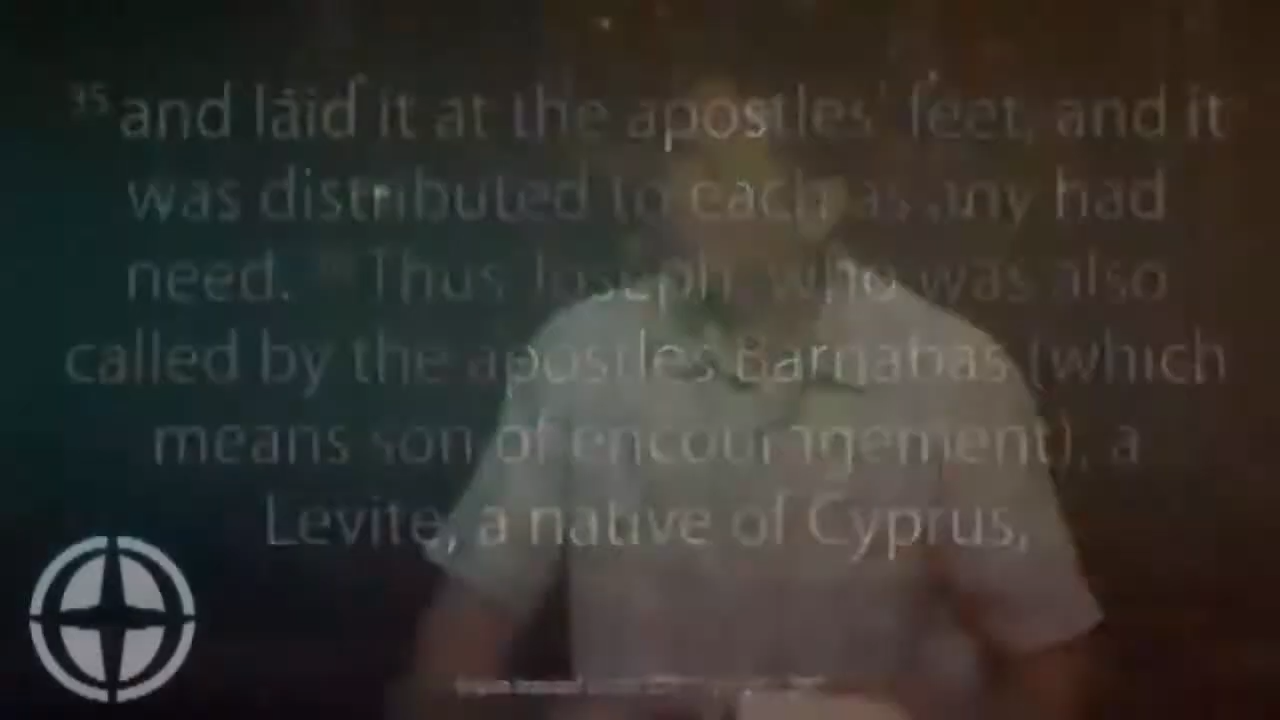 35 and laid it at the apostles' feet, and it
was distributed to each as any had
need. Thus Joseph, who was also
called by the apostles Barnabas (which
means son of encouragement), a
Levite, a native of Cyprus,